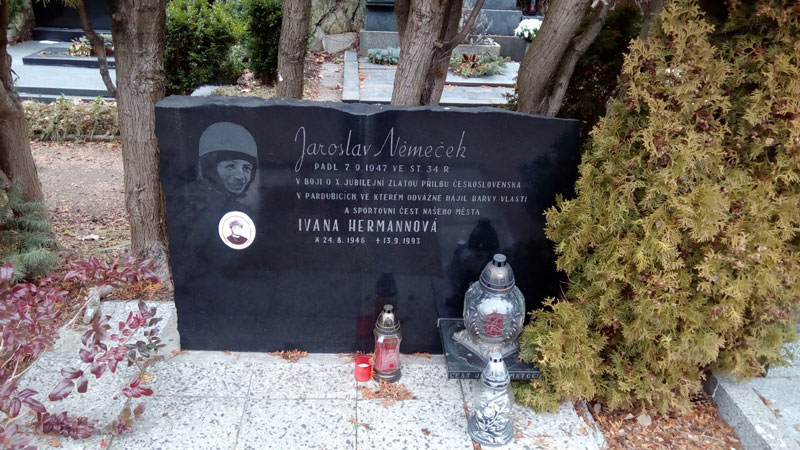 Jaroslav Němeček
PADL 7. 9. 1947 VE ST. 34 R.
V BOJI O X JUBILEJNÍ ZLATOU PŘILBU ČESKOSLOVENSKA
V PARDUBICÍCH VE KTERÉM ODVÁŽNĚ HÁJIL BARVY VLASTI
A SPORTOVNÍ ČEST NAŠEHO MĚSTA
IVANA HERMANNOVÁ
* 24. 8. 1946 † 13. 9. 1993